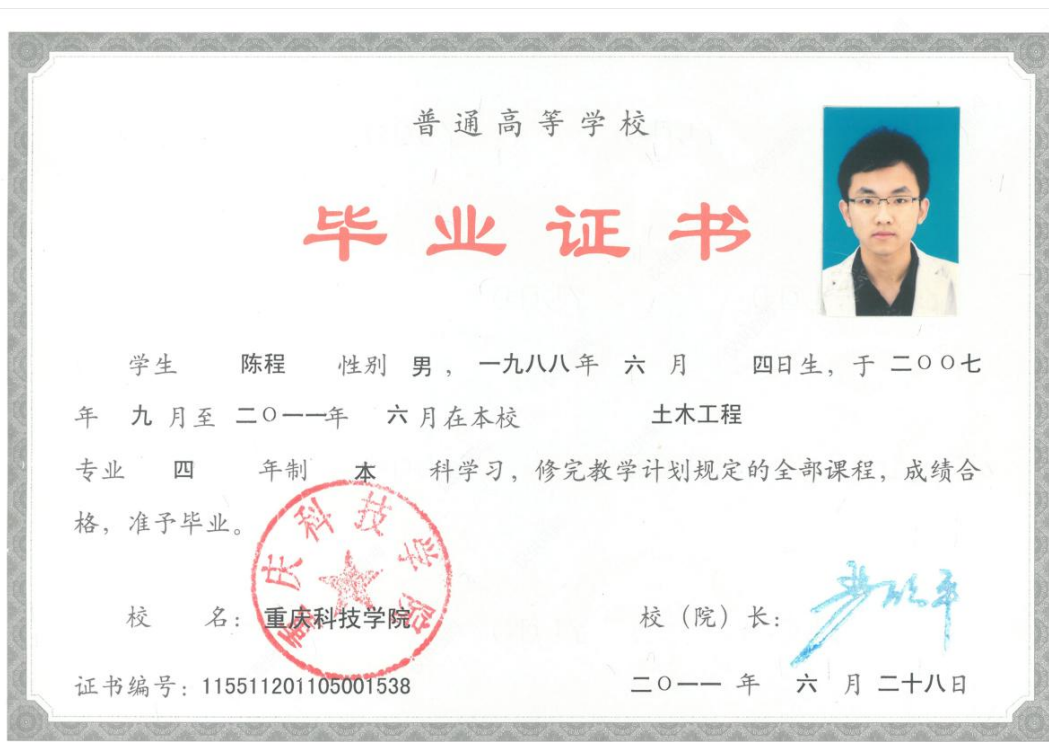 普通高等学校
毕业证书
学生 陈程 性别 男，一九八八年 六 月 四日生，于 二〇〇七
年 九 月至 二〇一一年 六 月在本校 土木工程
专业 四 年制 本 科学习，修完教学计划规定的全部课程，成绩合
格，准予毕业。
重庆科技学院
校 名：重庆科技学院 校（院）长：
证书编号：115511201105001538 二〇一一 年 六 月 二十八日